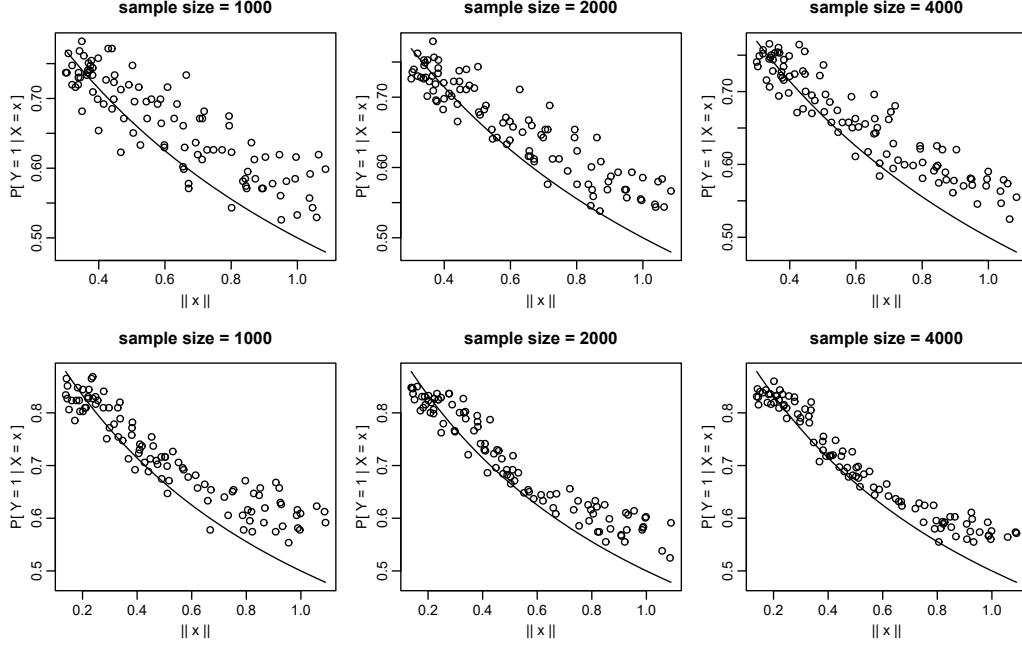 sample size = 1000
sample size = 2000
sample size = 4000
P[ Y = 1 | X = x ]
0.50 0.60 0.70
0.4 0.6 0.8 1.0
|| x ||
P[ Y = 1 | X = x ]
0.50 0.60 0.70
0.4 0.6 0.8 1.0
|| x ||
P[ Y = 1 | X = x ]
0.50 0.60 0.70
0.4 0.6 0.8 1.0
|| x ||
sample size = 1000
sample size = 2000
sample size = 4000
P[ Y = 1 | X = x ]
0.5 0.6 0.7 0.8
0.2 0.4 0.6 0.8 1.0
|| x ||
P[ Y = 1 | X = x ]
0.5 0.6 0.7 0.8
0.2 0.4 0.6 0.8 1.0
|| x ||
P[ Y = 1 | X = x ]
0.5 0.6 0.7 0.8
0.2 0.4 0.6 0.8 1.0
|| x ||